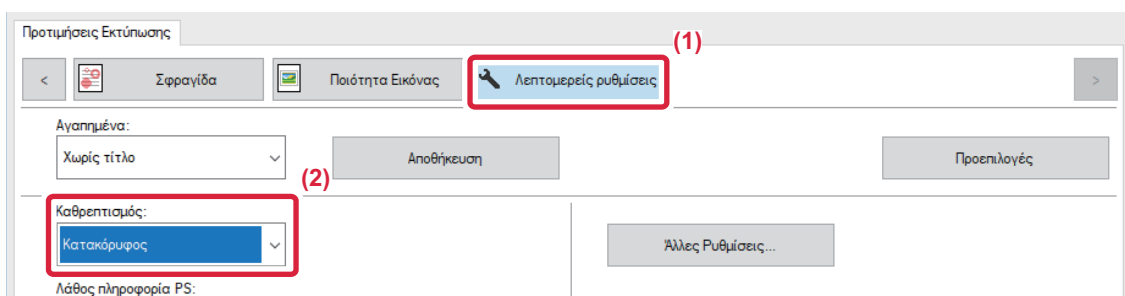 Προτιμήσεις Εκτύπωσης
(1)
< Σφραγίδα Ποιότητα Εικόνας Λεπτομερείς ρυθμίσεις >
Αγαπημένα:
Χωρίς τίτλο Αποθήκευση Προεπιλογές
(2)
Καθρεπτισμός:
Κατακόρυφος Άλλες Ρυθμίσεις...
Λάθος πληροφορία PS: